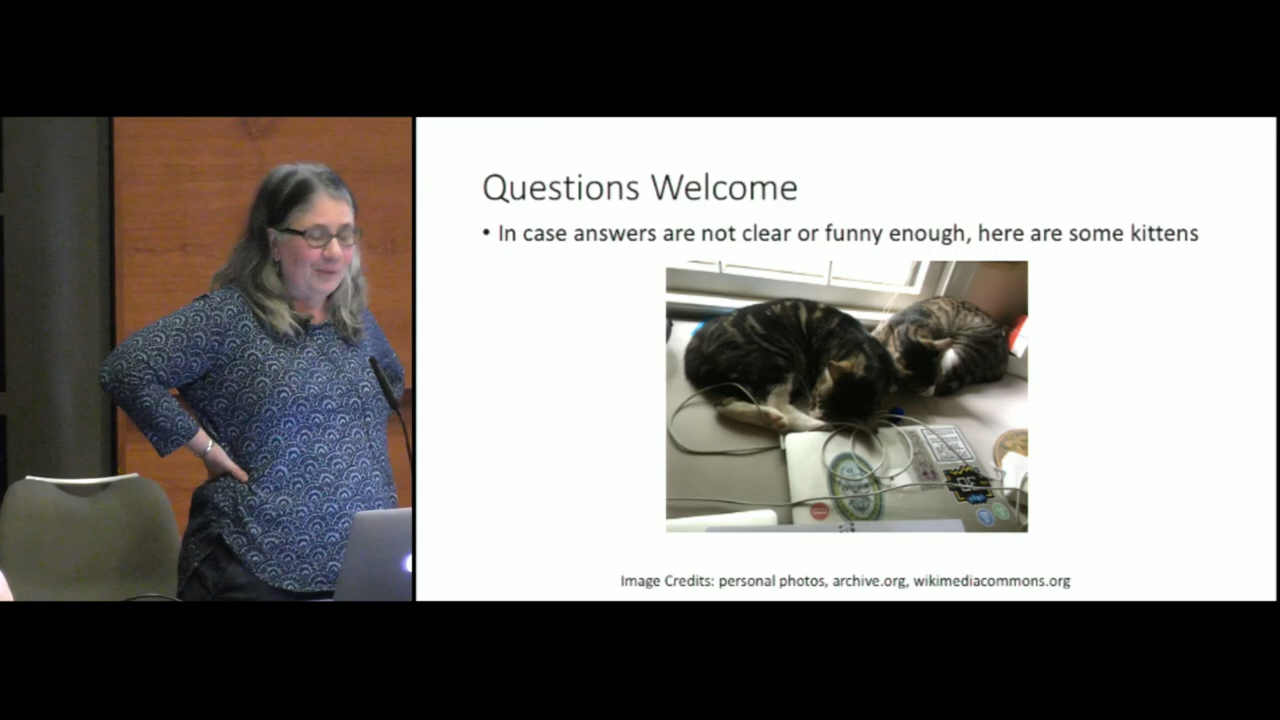 Questions Welcome
• In case answers are not clear or funny enough, here are some kittens
Image Credits: personal photos, archive.org, wikimediacommons.org